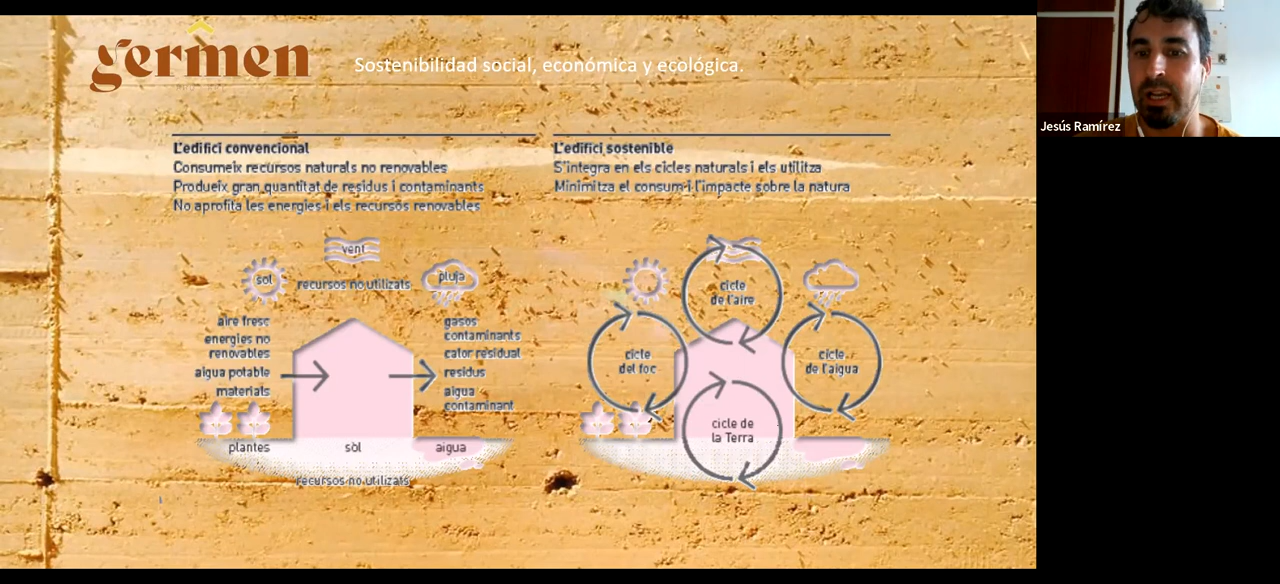 germen
Sostenibilidad social, económica y ecológica.
Jesús Ramírez
L'edifici convencional
Consumeix recursos naturals no renovables
Produeix gran quantitat de residus i contaminants
No aprofita les energies i els recursos renovables
vent
sol
recursos no utilizats
pluja
aire fresc
energies no
renovables
aigua potable
materials
gasos
contaminants
calor residual
residus
aigua
contaminant
plantes
sòl
aigua
recursos no utilizats
L'edifici sostenible
S'integra en els cicles naturals i els utilitza
Minimitza el consum i l'impacte sobre la natura
cicle
de l'aire
cicle
del foc
cicle
de l'aigua
cicle de
la Terra